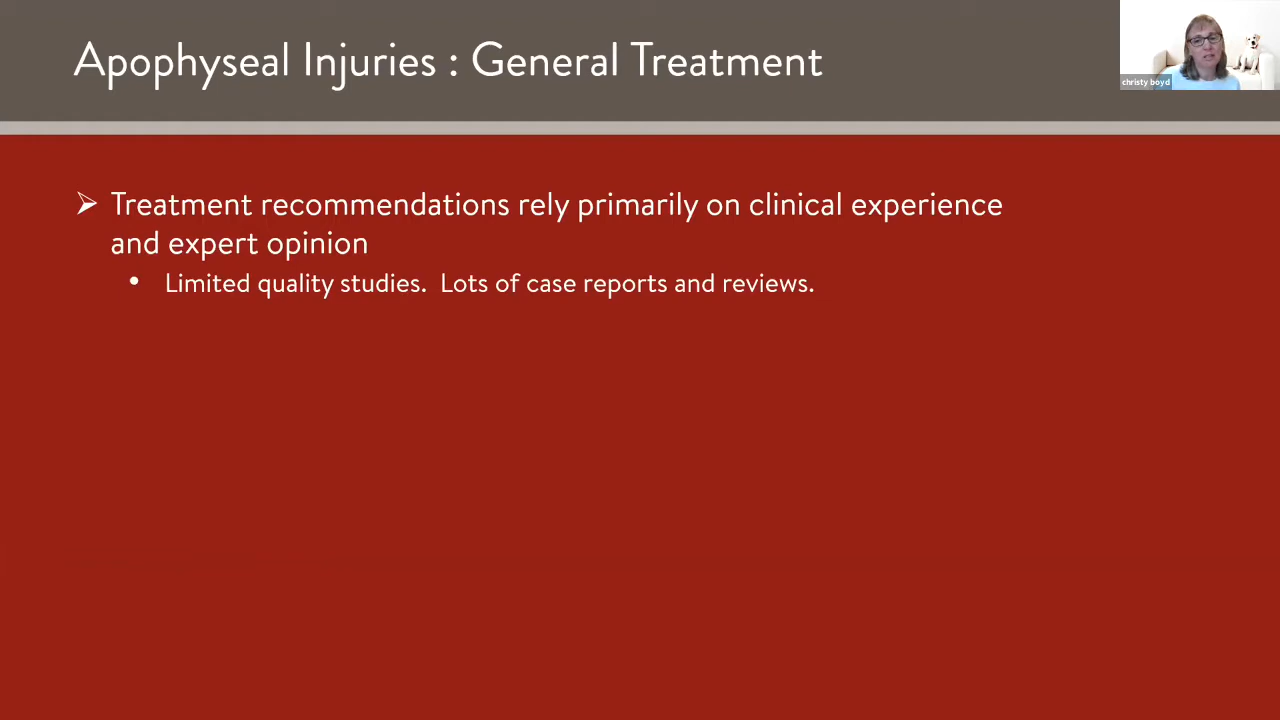 Apophyseal Injuries : General Treatment
christy boyd
➢ Treatment recommendations rely primarily on clinical experience
and expert opinion
• Limited quality studies.  Lots of case reports and reviews.